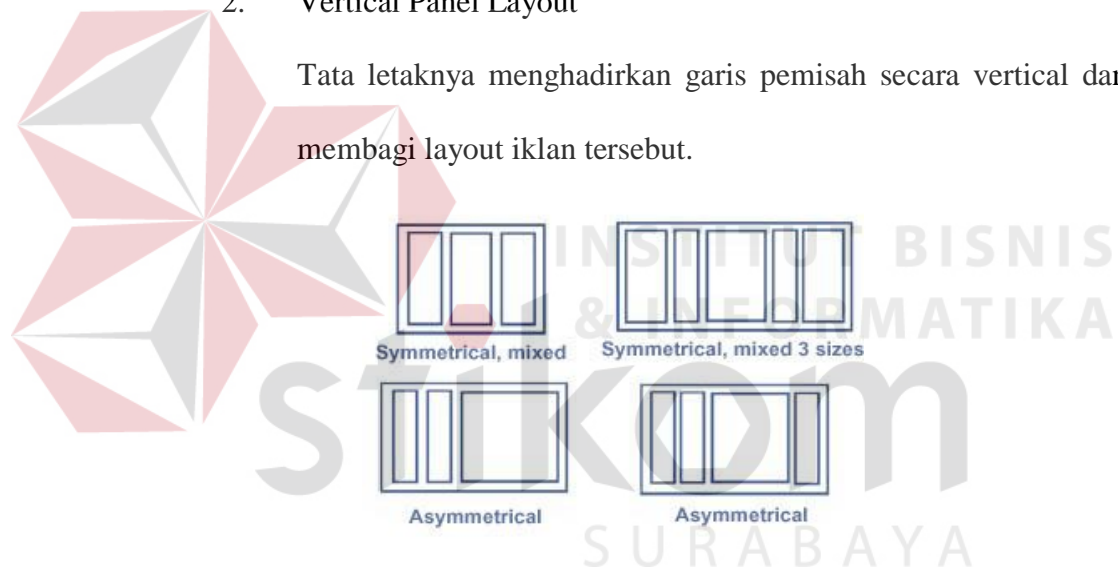 2. Vertical Panel Layout
Tata letaknya menghadirkan garis pemisah secara vertical dan
membagi layout iklan tersebut.
INSTITUT BISNIS
& INFORMATIKA
Symmetrical, mixed Symmetrical, mixed 3 sizes
stikom
Asymmetrical Asymmetrical
SURABAYA